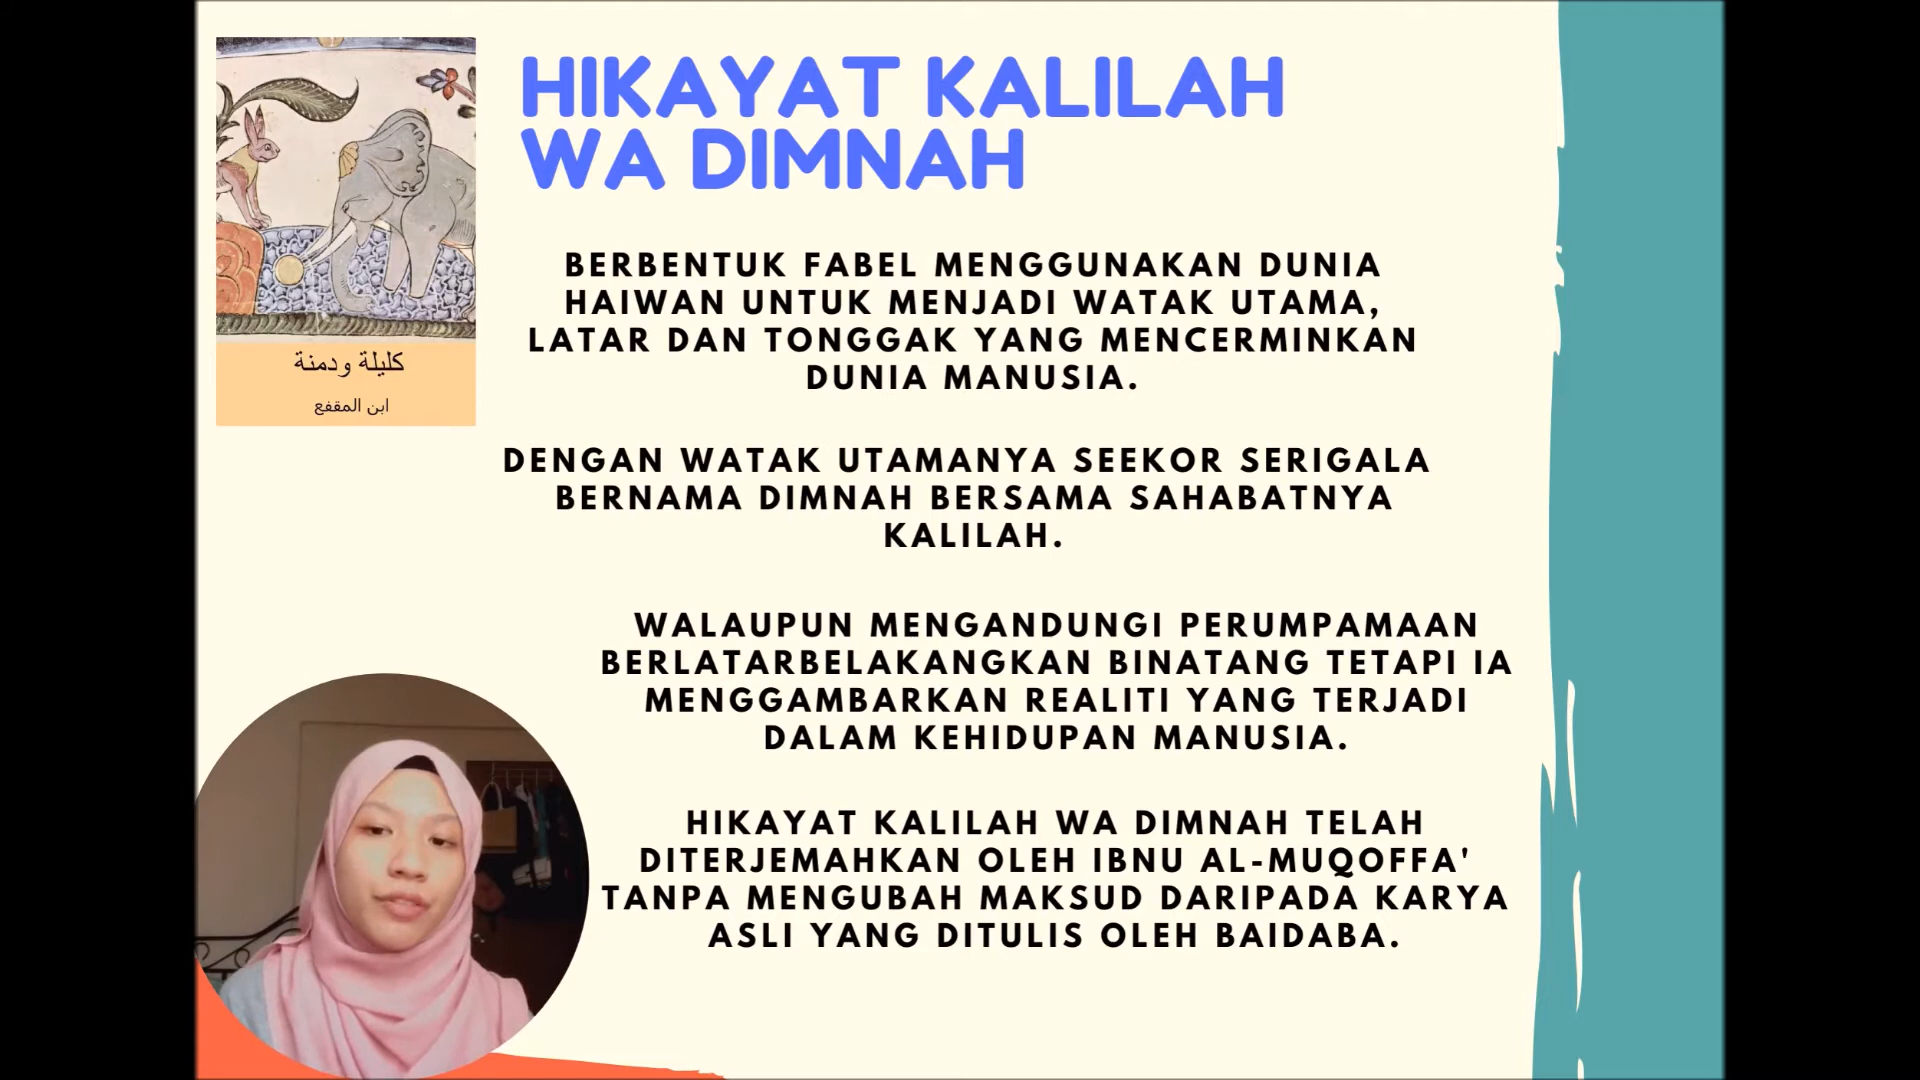 HIKAYAT KALILAH
WA DIMNAH
كليلة ودمنة
ابن المقفع
BERBENTUK FABEL MENGGUNAKAN DUNIA
HAIWAN UNTUK MENJADI WATAK UTAMA,
LATAR DAN TONGGAK YANG MENCERMINKAN
DUNIA MANUSIA.
DENGAN WATAK UTAMANYA SEEKOR SERIGALA
BERNAMA DIMNAH BERSAMA SAHABATNYA
KALILAH.
WALAUPUN MENGANDUNGI PERUMPAMAAN
BERLATARBELAKANGKAN BINATANG TETAPI IA
MENGGAMBARKAN REALITI YANG TERJADI
DALAM KEHIDUPAN MANUSIA.
HIKAYAT KALILAH WA DIMNAH TELAH
DITERJEMAHKAN OLEH IBNU AL-MUQOFFA'
TANPA MENGUBAH MAKSUD DARIPADA KARYA
ASLI YANG DITULIS OLEH BAIDABA.